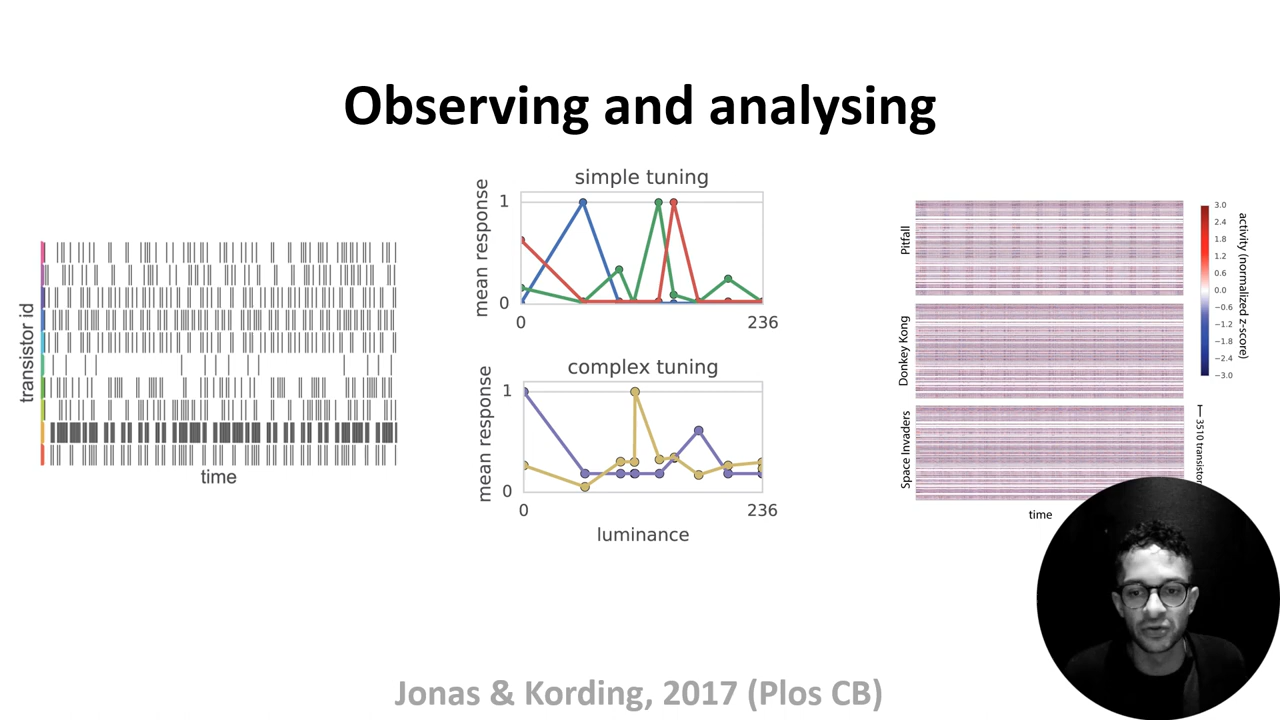 Observing and analysing
transistor id
time
simple tuning
mean response
1
0
0
236
complex tuning
mean response
1
0
0
236
luminance
Pitfall
Donkey Kong
Space Invaders
time
3.0
2.4
1.8
1.2
0.6
0.0
−0.6
−1.2
−1.8
−2.4
−3.0
activity (normalized z-score)
3510
Jonas & Kording, 2017 (Plos CB)